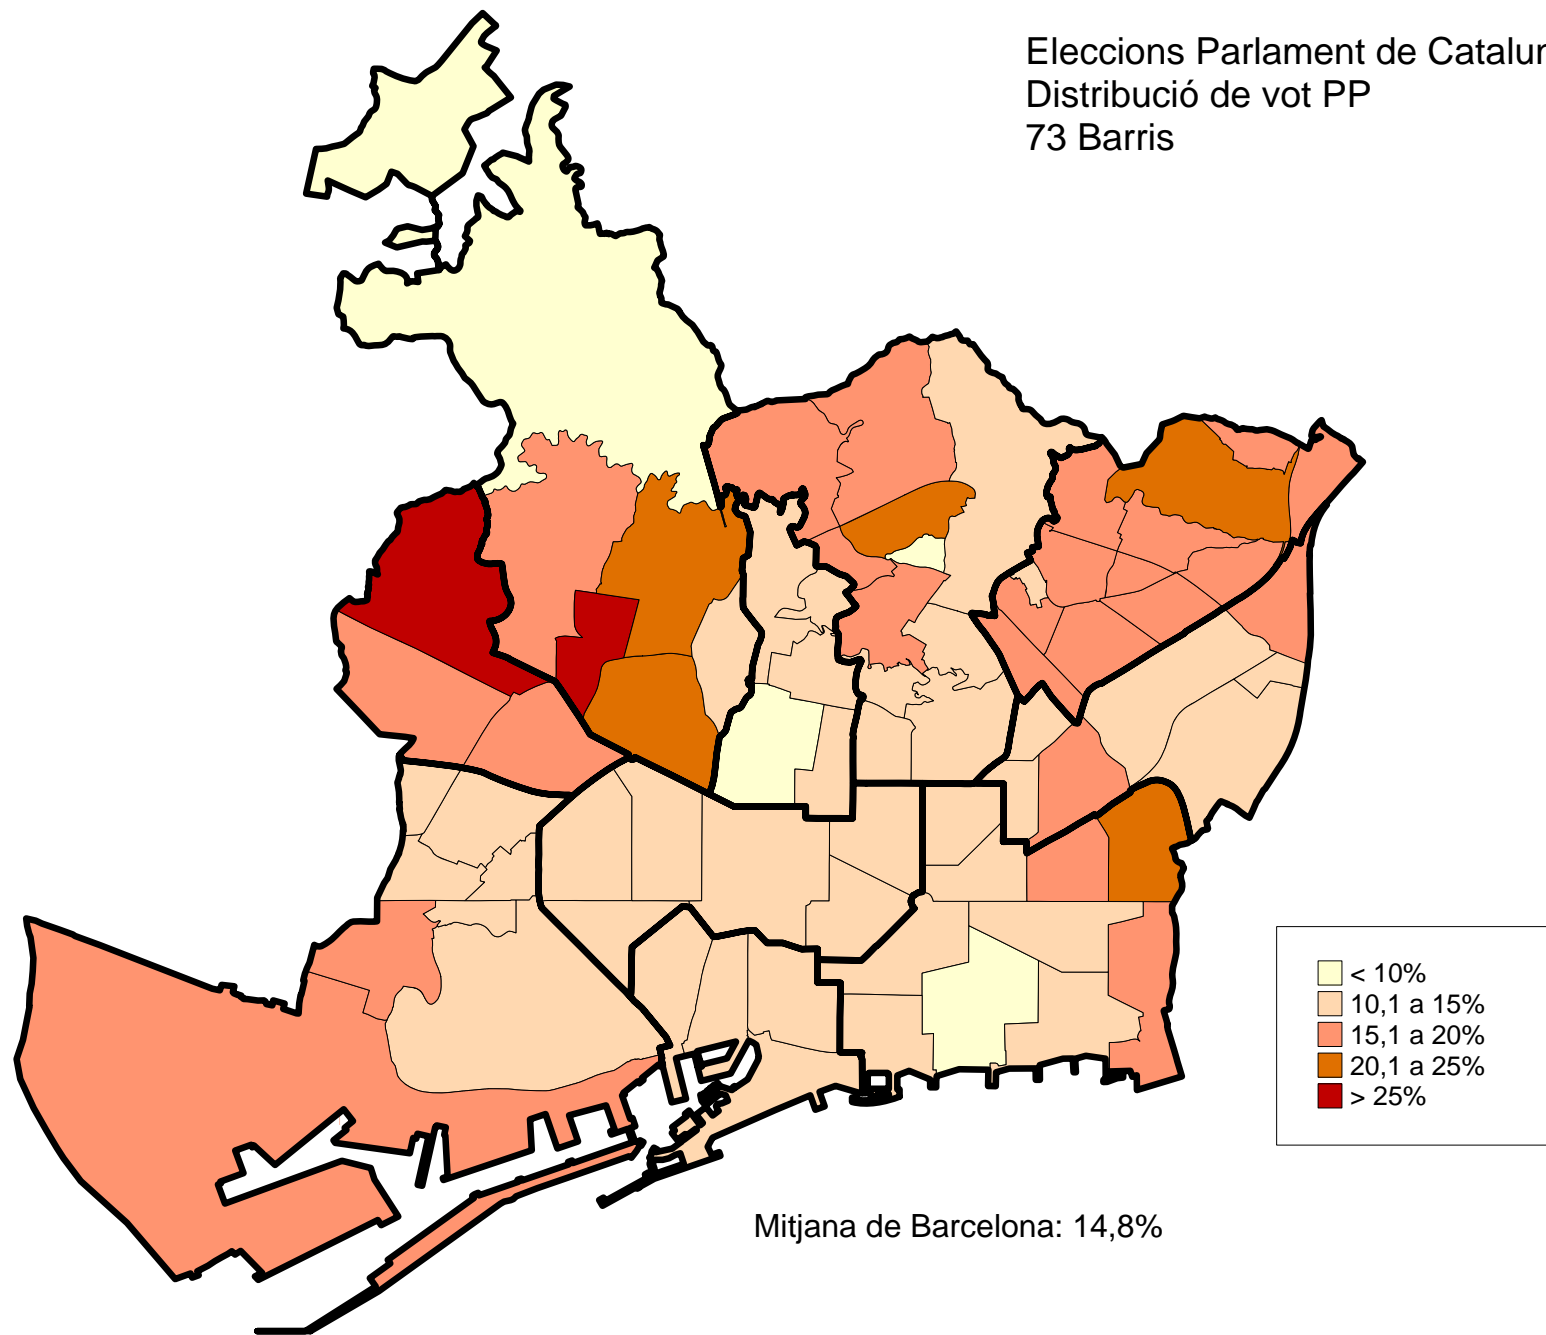 Eleccions Parlament de Catalur
Distribució de vot PP
73 Barris
< 10%
10,1 a 15%
15,1 a 20%
20,1 a 25%
> 25%
Mitjana de Barcelona: 14,8%